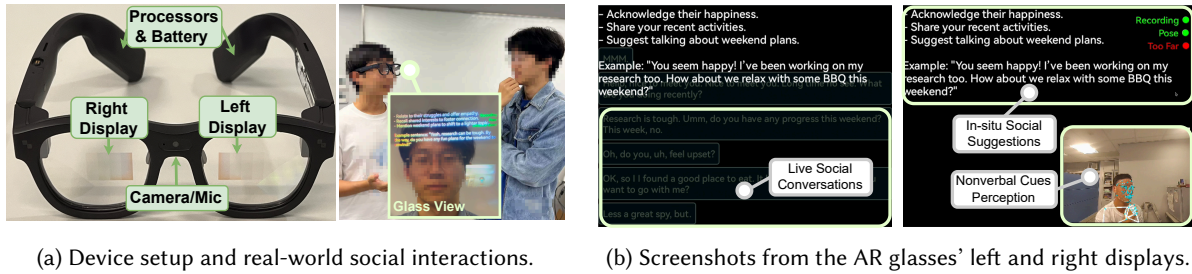 Processors
& Battery
Right
Display
Left
Display
Camera/Mic
Glass View
- Acknowledge their happiness.
- Share your recent activities.
- Suggest talking about weekend plans.
MMM
Example: "You seem happy! I've been working on my
research too. How about we relax with some BBQ this
weekend?"
Research is tough. Umm, do you have any progress this weekend?
This week, no.
Oh, do you, uh, feel upset?
OK, so I I found a good place to eat.
want to go with me?
Less a great spy, but.
Live Social
Conversations
- Acknowledge their happiness.
- Share your recent activities.
- Suggest talking about weekend plans.
Example: "You seem happy! I've been working on my
research too. How about we relax with some BBQ this
weekend?"
Recording
Pose
Too Far
In-situ Social
Suggestions
Nonverbal Cues
Perception
(a) Device setup and real-world social interactions.
(b) Screenshots from the AR glasses' left and right displays.